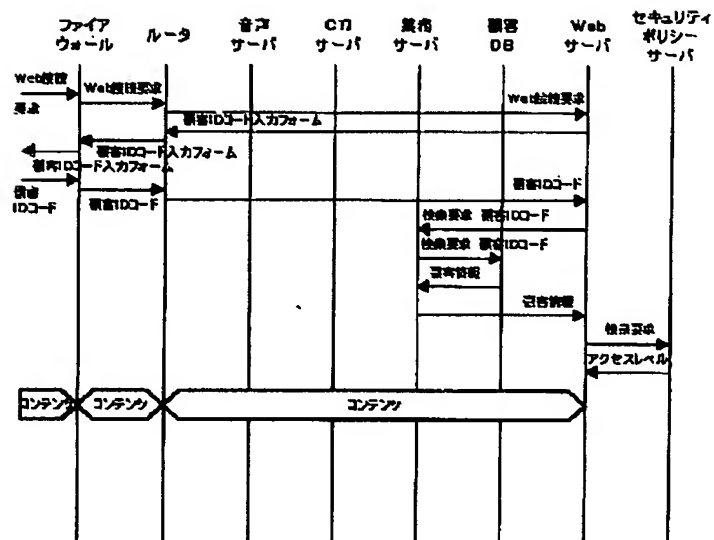 ファイア
ウォール
ルータ
音声
サーバ
CTI
サーバ
業務
サーバ
顧客
DB
Web
サーバ
セキュリティ
ポリシー
サーバ
Web接続
要求
Web接続要求
Web接続要求
顧客IDコード入力フォーム
顧客IDコード入力フォーム
顧客IDコード入力フォーム
顧客
IDコード
顧客IDコード
顧客IDコード
検索要求 顧客IDコード
検索要求 顧客IDコード
顧客情報
顧客情報
検索要求
アクセスレベル
コンテンツ
コンテンツ
コンテンツ